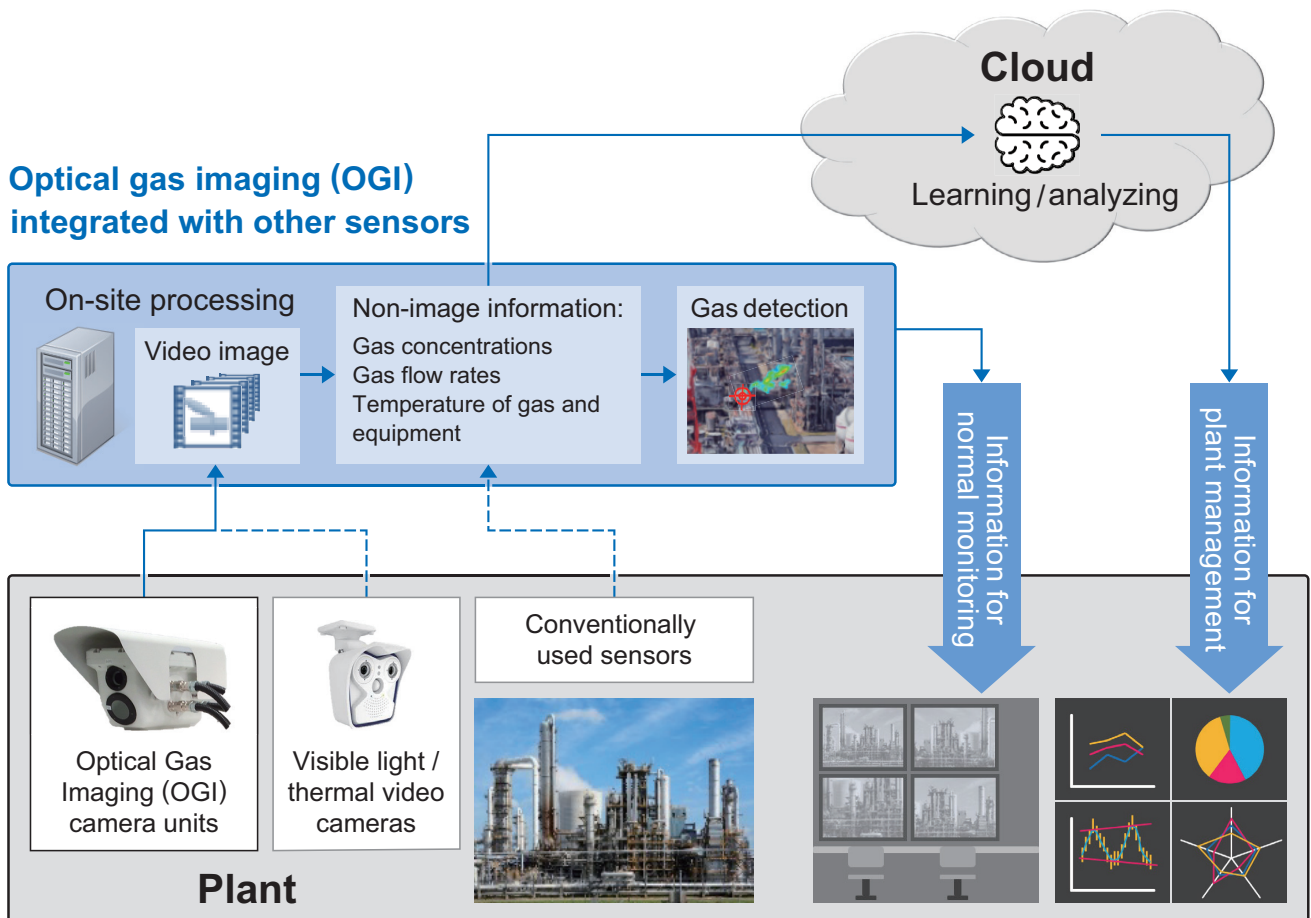 Cloud
Learning / analyzing
Optical gas imaging (OGI)
integrated with other sensors
On-site processing
Video image
Non-image information:
Gas concentrations
Gas flow rates
Temperature of gas and
equipment
Gas detection
Information for
normal monitoring
Information for
plant management
Optical Gas
Imaging (OGI)
camera units
Visible light /
thermal video
cameras
Conventionally
used sensors
Plant